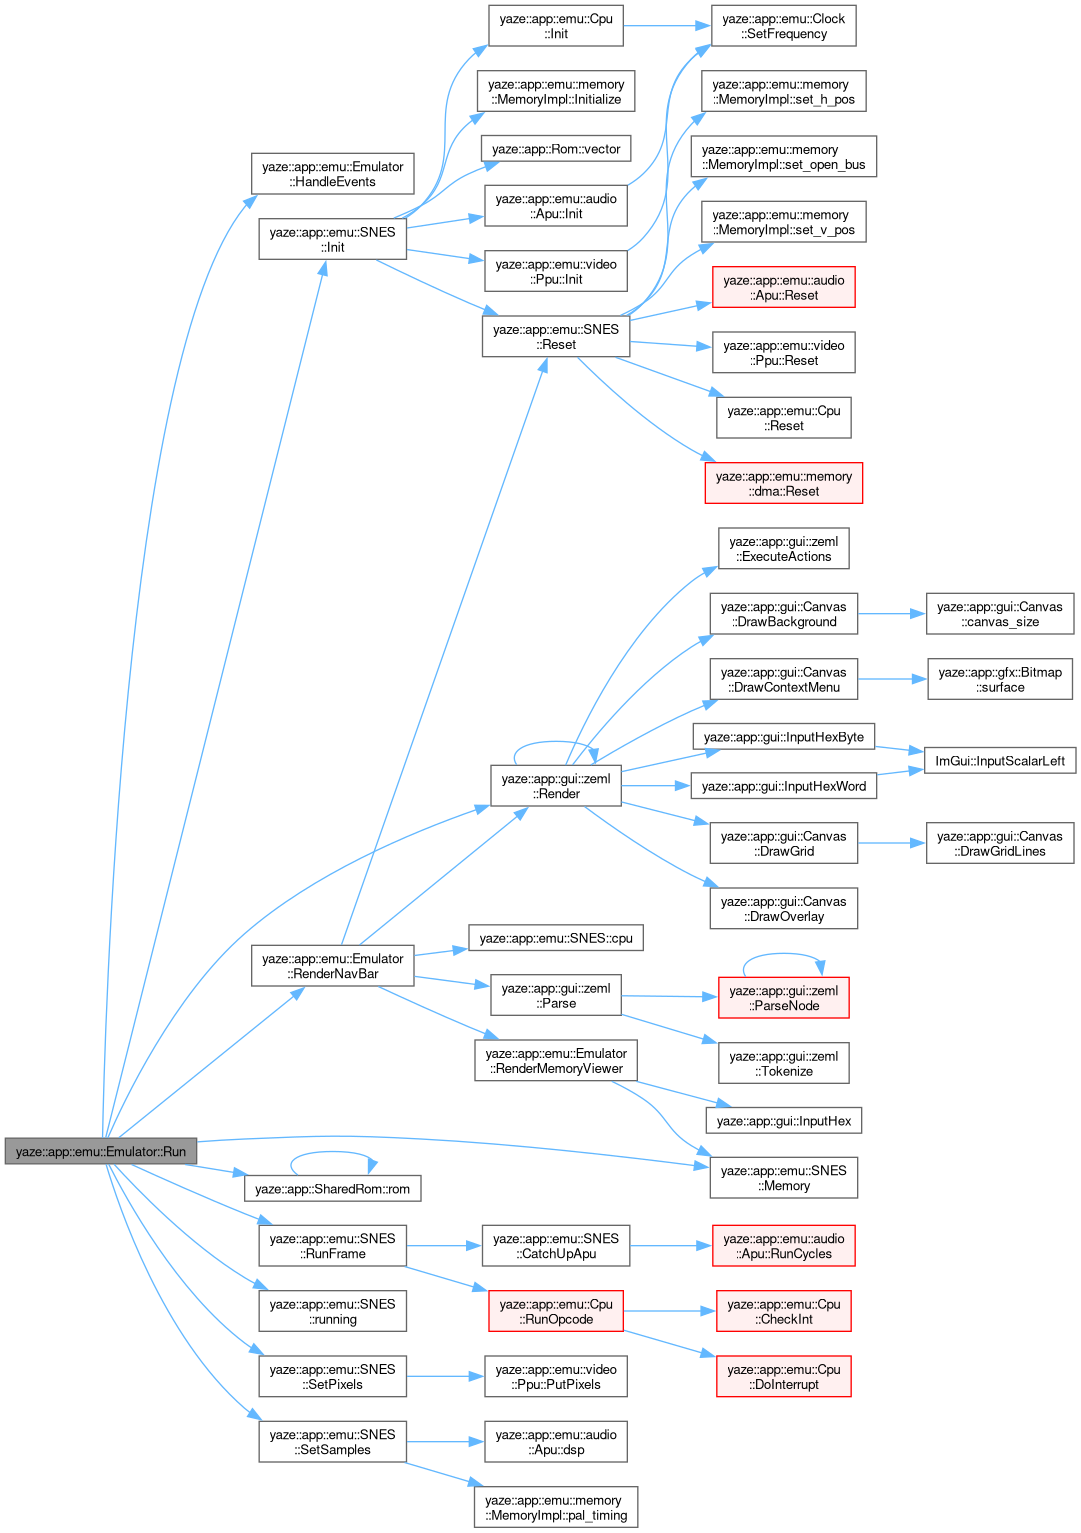 yaze::app::emu::Cpu
::Init
yaze::app::emu::Clock
::SetFrequency
yaze::app::emu::memory
::MemoryImpl::Initialize
yaze::app::emu::memory
::MemoryImpl::set_h_pos
yaze::app::Rom::vector
yaze::app::emu::memory
::MemoryImpl::set_open_bus
yaze::app::emu::Emulator
::HandleEvents
yaze::app::emu::audio
::Apu::Init
yaze::app::emu::memory
::MemoryImpl::set_v_pos
yaze::app::emu::SNES
::Init
yaze::app::emu::video
::Ppu::Init
yaze::app::emu::audio
::Apu::Reset
yaze::app::emu::SNES
::Reset
yaze::app::emu::video
::Ppu::Reset
yaze::app::emu::Cpu
::Reset
yaze::app::emu::memory
::dma::Reset
yaze::app::gui::zeml
::ExecuteActions
yaze::app::gui::Canvas
::DrawBackground
yaze::app::gui::Canvas
::canvas_size
yaze::app::gui::Canvas
::DrawContextMenu
yaze::app::gfx::Bitmap
::surface
yaze::app::gui::InputHexByte
ImGui::InputScalarLeft
yaze::app::gui::zeml
::Render
yaze::app::gui::InputHexWord
yaze::app::gui::Canvas
::DrawGrid
yaze::app::gui::Canvas
::DrawGridLines
yaze::app::gui::Canvas
::DrawOverlay
yaze::app::emu::SNES::cpu
yaze::app::emu::Emulator
::RenderNavBar
yaze::app::gui::zeml
::Parse
yaze::app::gui::zeml
::ParseNode
yaze::app::emu::Emulator
::RenderMemoryViewer
yaze::app::gui::zeml
::Tokenize
yaze::app::gui::InputHex
yaze::app::emu::Emulator::Run
yaze::app::emu::SNES
::Memory
yaze::app::SharedRom::rom
yaze::app::emu::SNES
::RunFrame
yaze::app::emu::SNES
::CatchUpApu
yaze::app::emu::audio
::Apu::RunCycles
yaze::app::emu::SNES
::running
yaze::app::emu::Cpu
::RunOpcode
yaze::app::emu::Cpu
::CheckInt
yaze::app::emu::SNES
::SetPixels
yaze::app::emu::video
::Ppu::PutPixels
yaze::app::emu::Cpu
::DoInterrupt
yaze::app::emu::SNES
::SetSamples
yaze::app::emu::audio
::Apu::dsp
yaze::app::emu::memory
::MemoryImpl::pal_timing